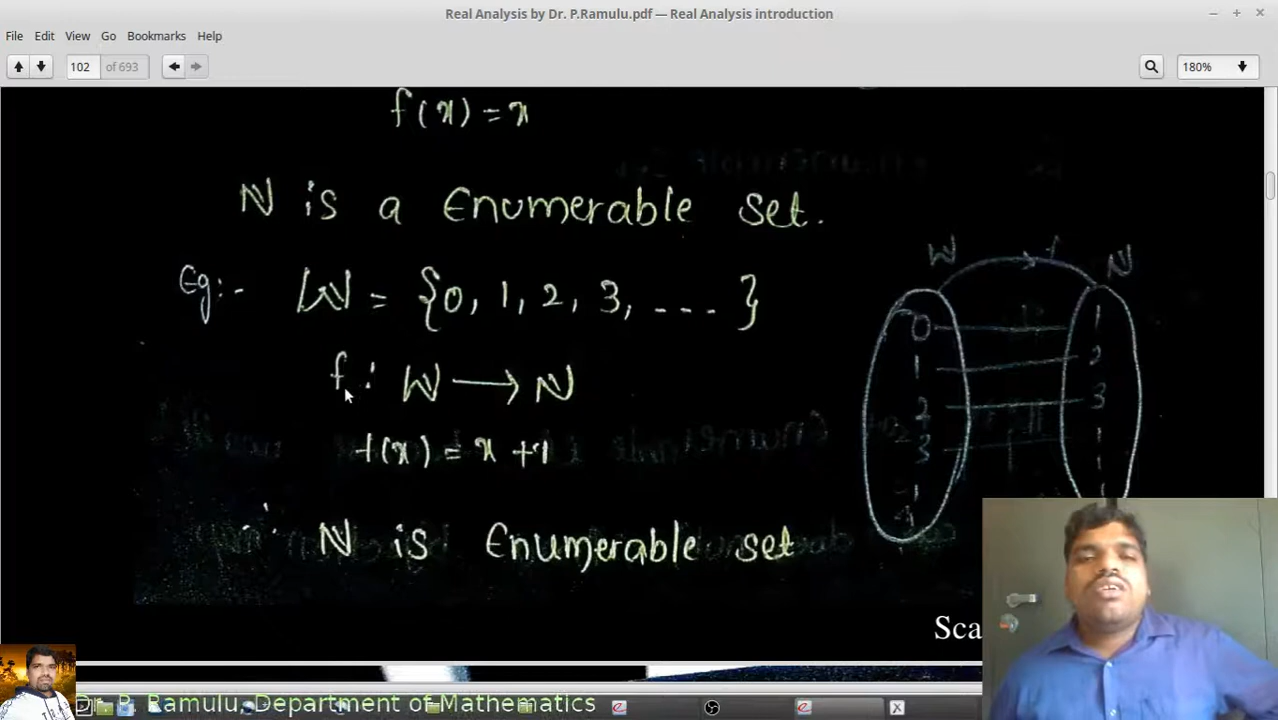 Real Analysis by Dr. P.Ramulu.pdf — Real Analysis introduction
File Edit View Go Bookmarks Help
102 of 693 180%
f(x) = x
N is a Enumerable set.
Eg:- W = {0, 1, 2, 3, ....}
f : W → N
f(x) = x + 1
∴ N is Enumerable set
W f N
0 1
1 2
2 3
3
Sca
Dr. P. Ramulu, Department of Mathematics